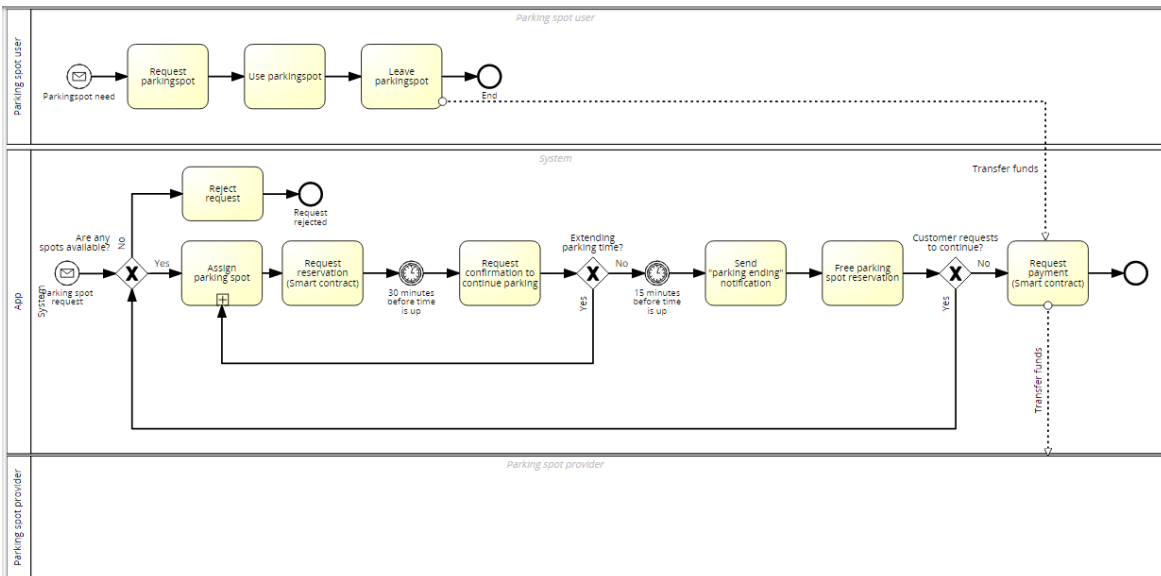 Parking spot user
Parking spot user
Parkingspot need
Request
parkingspot
Use parkingspot
Leave
parkingspot
End
Transfer funds
App
System
System
Reject
request
Request
rejected
Are any
spots available?
No
Yes
Parking spot
request
Assign
parking spot
Request
reservation
(Smart contract)
30 minutes
before time
is up
Request
confirmation to
continue parking
Extending
parking time?
No
Yes
15 minutes
before time
is up
Send
"parking ending"
notification
Free parking
spot reservation
Customer requests
to continue?
No
Yes
Request
payment
(Smart contract)
Transfer funds
Parking spot provider
Parking spot provider